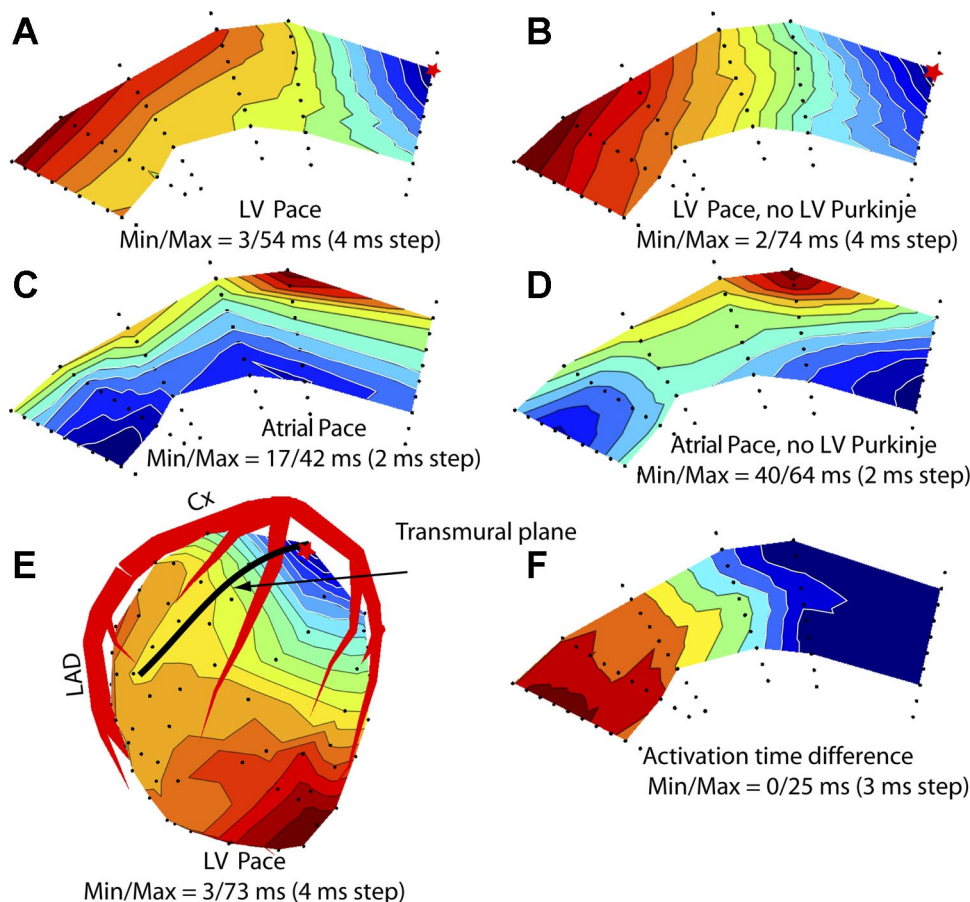 A
B
LV Pace
Min/Max = 3/54 ms (4 ms step)
LV Pace, no LV Purkinje
Min/Max = 2/74 ms (4 ms step)
C
D
Atrial Pace
Min/Max = 17/42 ms (2 ms step)
Atrial Pace, no LV Purkinje
Min/Max = 40/64 ms (2 ms step)
E
Cx
Transmural plane
F
LAD
LV Pace
Min/Max = 3/73 ms (4 ms step)
Activation time difference
Min/Max = 0/25 ms (3 ms step)